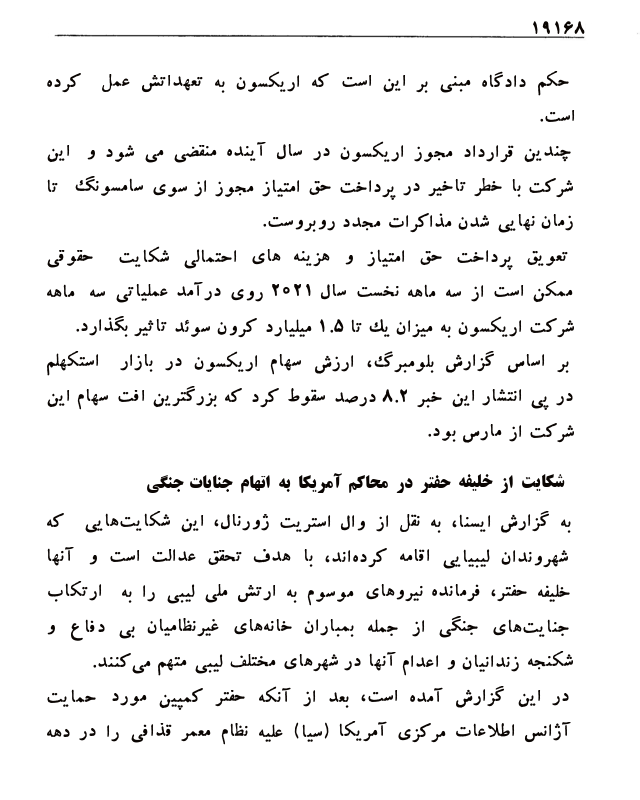 ۱۹۱۶۸
حکم دادگاه مبنی بر این است که اریکسون به تعهداتش عمل کرده
است.
چندین قرارداد مجوز اریکسون در سال آینده منقضی می شود و این
شرکت با خطر تاخیر در پرداخت حق امتیاز مجوز از سوی سامسونگ تا
زمان نهایی شدن مذاکرات مجدد روبروست.
تعویق پرداخت حق امتیاز و هزینه های احتمالی شکایت حقوقی
ممکن است از سه ماهه نخست سال ۲۰۲۱ روی درآمد عملیاتی سه ماهه
شرکت اریکسون به میزان یك تا ۱.۵ میلیارد کرون سوئد تاثیر بگذارد.
بر اساس گزارش بلومبرگ، ارزش سهام اریکسون در بازار استکهلم
در پی انتشار این خبر ۸.۲ درصد سقوط کرد که بزرگترین افت سهام این
شرکت از مارس بود.
شکایت از خلیفه حفتر در محاکم آمریکا به اتهام جنایات جنگی
به گزارش ایسنا، به نقل از وال استریت ژورنال، این شکایت‌هایی که
شهروندان لیبیایی اقامه کرده‌اند، با هدف تحقق عدالت است و آنها
خلیفه حفتر، فرمانده نیروهای موسوم به ارتش ملی لیبی را به ارتکاب
جنایت‌های جنگی از جمله بمباران خانه‌های غیرنظامیان بی دفاع و
شکنجه زندانیان و اعدام آنها در شهرهای مختلف لیبی متهم می‌کنند.
در این گزارش آمده است، بعد از آنکه حفتر کمپین مورد حمایت
آژانس اطلاعات مرکزی آمریکا (سیا) علیه نظام معمر قذافی را در دهه